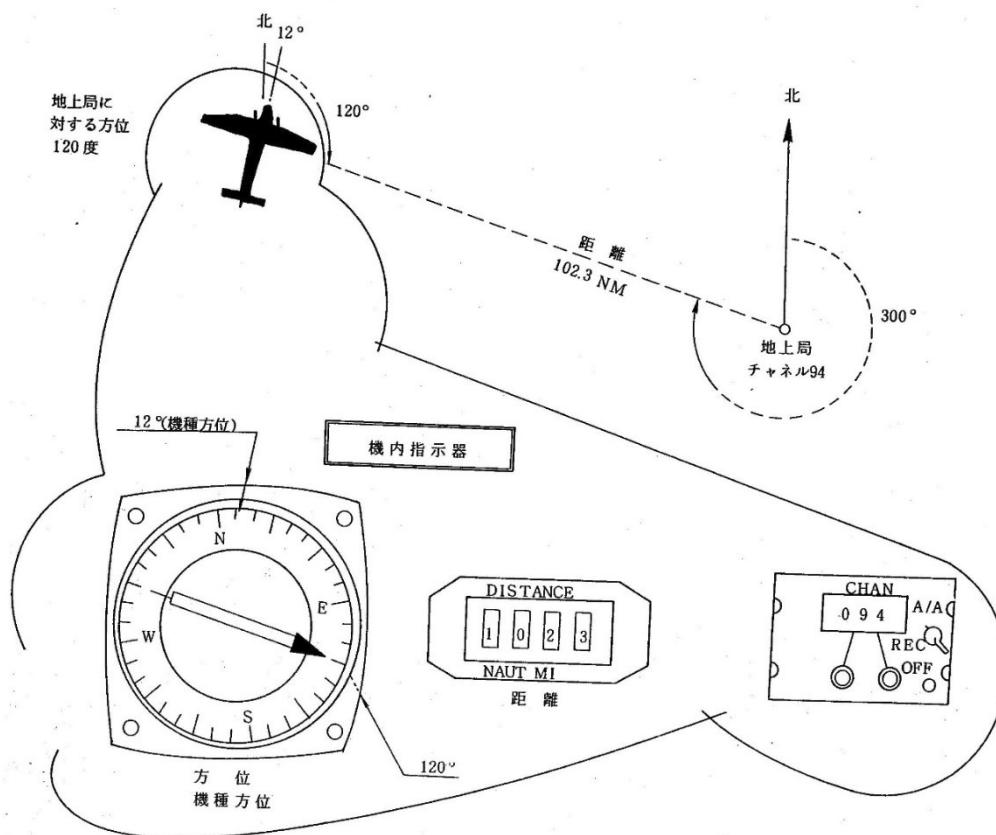 北
12°
地上局に
対する方位
120度
120°
北
距離
102.3 NM
300°
地上局
チャネル94
12°(機種方位)
機内指示器
N
E
W
S
DISTANCE
1 0 2 3
NAUT MI
距離
CHAN
094
A/A
REC
OFF
120°
方位
機種方位